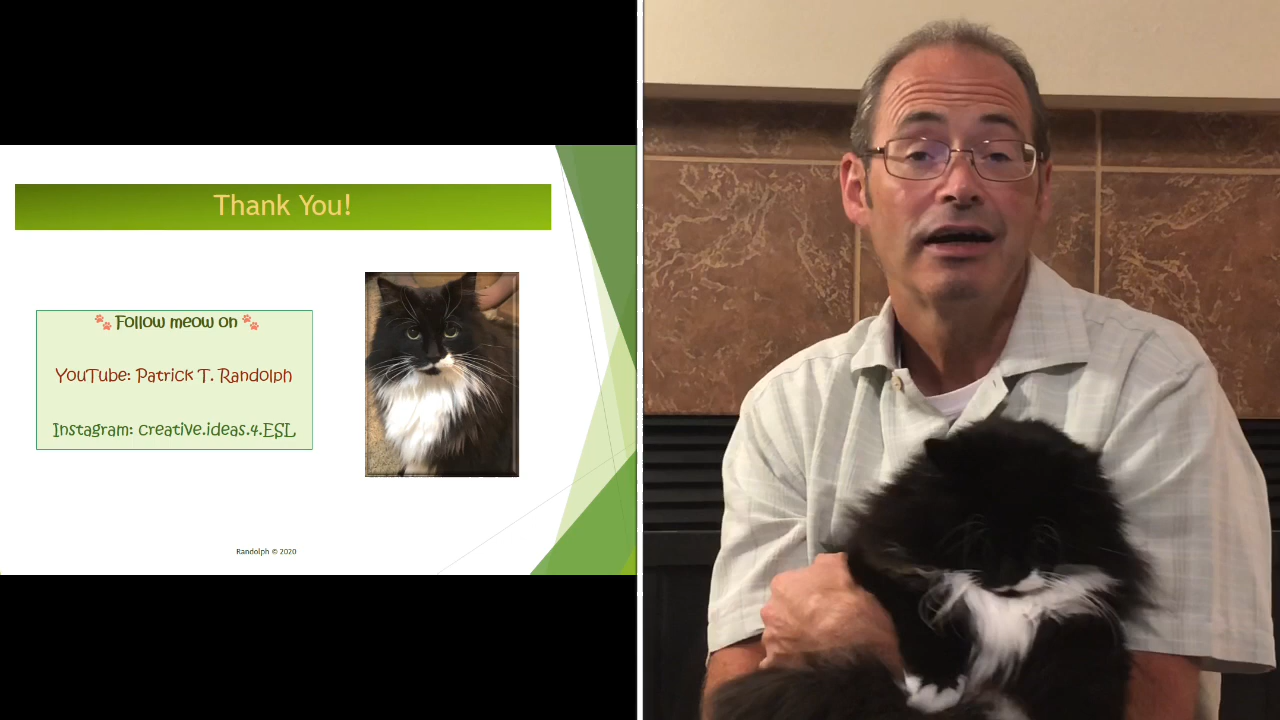 Thank You!
🐾 Follow meow on 🐾
YouTube: Patrick T. Randolph
Instagram: creative.ideas.4.ESL
Randolph © 2020